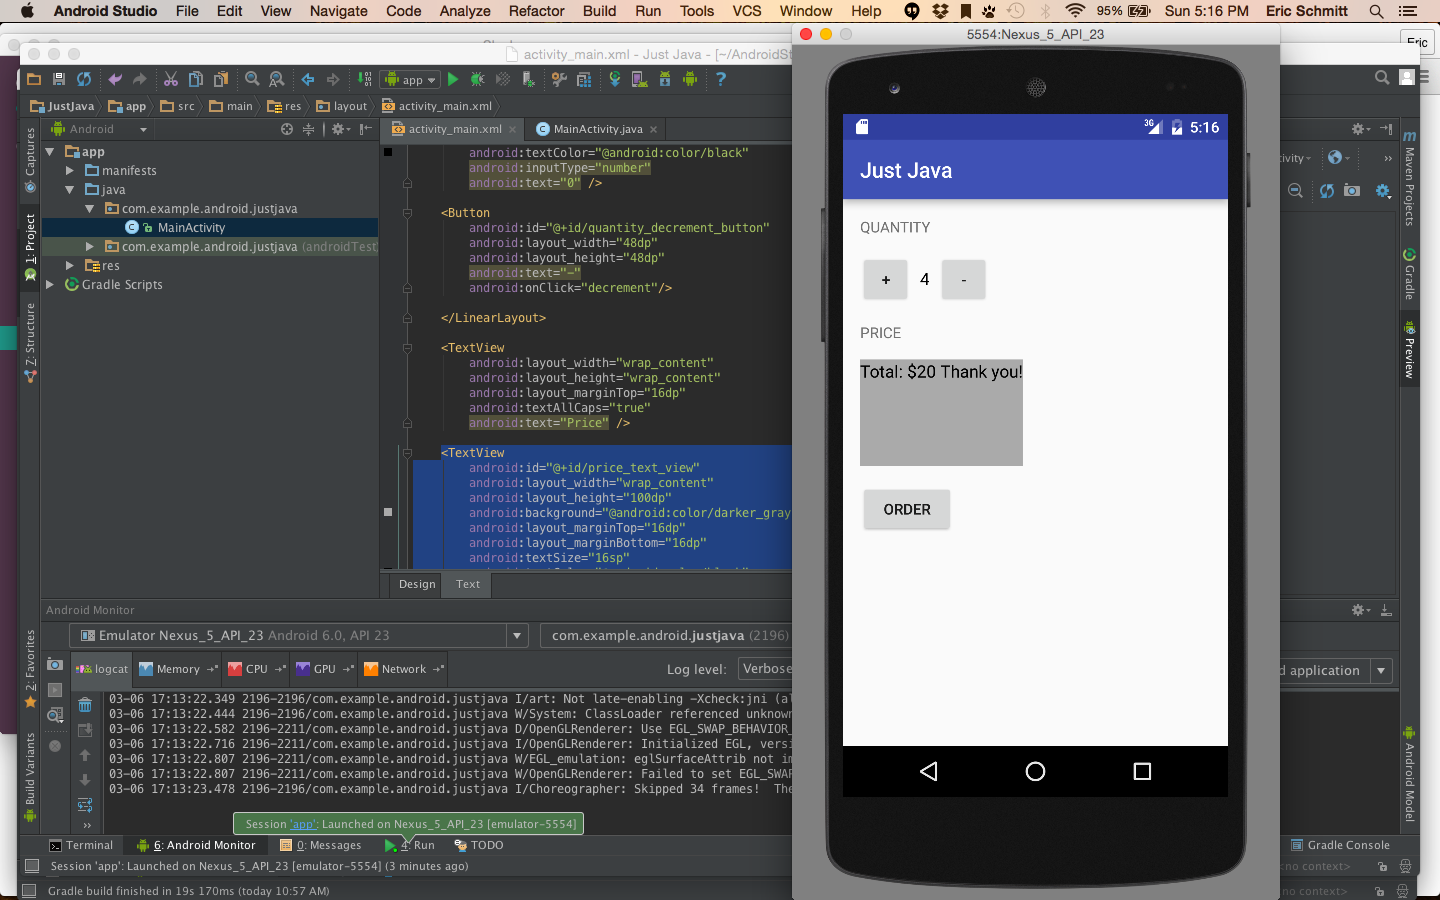 Android Studio File Edit View Navigate Code Analyze Refactor Build Run Tools VCS Window Help 95% Sun 5:16 PM Eric Schmitt
Eric
activity_main.xml - Just Java - [~/AndroidSt
5554:Nexus_5_API_23
app
JustJava app src main res layout activity_main.xml
Android
activity_main.xml MainActivity.java
app
manifests
java
com.example.android.justjava
MainActivity
com.example.android.justjava (androidTest
res
Gradle Scripts
Captures
1: Project
7: Structure
2: Favorites
Build Variants
android:textColor="@android:color/black"
android:inputType="number"
android:text="0" />
<Button
android:id="@+id/quantity_decrement_button"
android:layout_width="48dp"
android:layout_height="48dp"
android:text="-"
android:onClick="decrement"/>
</LinearLayout>
<TextView
android:layout_width="wrap_content"
android:layout_height="wrap_content"
android:layout_marginTop="16dp"
android:textAllCaps="true"
android:text="Price" />
<TextView
android:id="@+id/price_text_view"
android:layout_width="wrap_content"
android:layout_height="100dp"
android:background="@android:color/darker_gray
android:layout_marginTop="16dp"
android:layout_marginBottom="16dp"
android:textSize="16sp"
Design Text
3G 5:16
Just Java
QUANTITY
+ 4 -
PRICE
Total: $20 Thank you!
ORDER
ivity
Maven Projects
Gradle
Preview
Android Model
Android Monitor
Emulator Nexus_5_API_23 Android 6.0, API 23 com.example.android.justjava (2196)
logcat Memory CPU GPU Network Log level: Verbose d application
03-06 17:13:22.349 2196-2196/com.example.android.justjava I/art: Not late-enabling -Xcheck:jni (al
03-06 17:13:22.444 2196-2196/com.example.android.justjava W/System: ClassLoader referenced unknown
03-06 17:13:22.582 2196-2211/com.example.android.justjava D/OpenGLRenderer: Use EGL_SWAP_BEHAVIOR_
03-06 17:13:22.716 2196-2211/com.example.android.justjava I/OpenGLRenderer: Initialized EGL, versi
03-06 17:13:22.807 2196-2211/com.example.android.justjava W/EGL_emulation: eglSurfaceAttrib not im
03-06 17:13:22.807 2196-2211/com.example.android.justjava W/OpenGLRenderer: Failed to set EGL_SWAP
03-06 17:13:23.478 2196-2196/com.example.android.justjava I/Choreographer: Skipped 34 frames! The
Session 'app': Launched on Nexus_5_API_23 [emulator-5554]
Terminal 6: Android Monitor 0: Messages 4: Run TODO Gradle Console
Session 'app': Launched on Nexus_5_API_23 [emulator-5554] (3 minutes ago) <no context>
Gradle build finished in 19s 170ms (today 10:57 AM) no context>